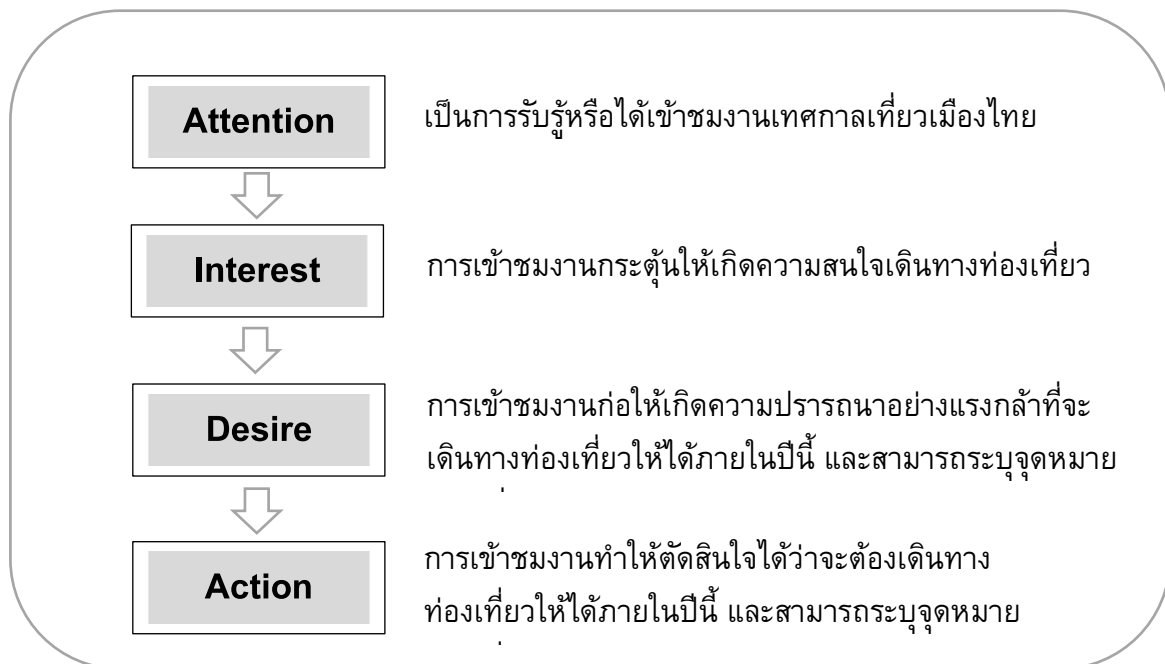 Attention
เป็นการรับรู้หรือได้เข้าชมงานเทศกาลเที่ยวเมืองไทย
Interest
การเข้าชมงานกระตุ้นให้เกิดความสนใจเดินทางท่องเที่ยว
Desire
การเข้าชมงานก่อให้เกิดความปรารถนาอย่างแรงกล้าที่จะ
เดินทางท่องเที่ยวให้ได้ภายในปีนี้ และสามารถระบุจุดหมาย
Action
การเข้าชมงานทำให้ตัดสินใจได้ว่าจะต้องเดินทาง
ท่องเที่ยวให้ได้ภายในปีนี้ และสามารถระบุจุดหมาย